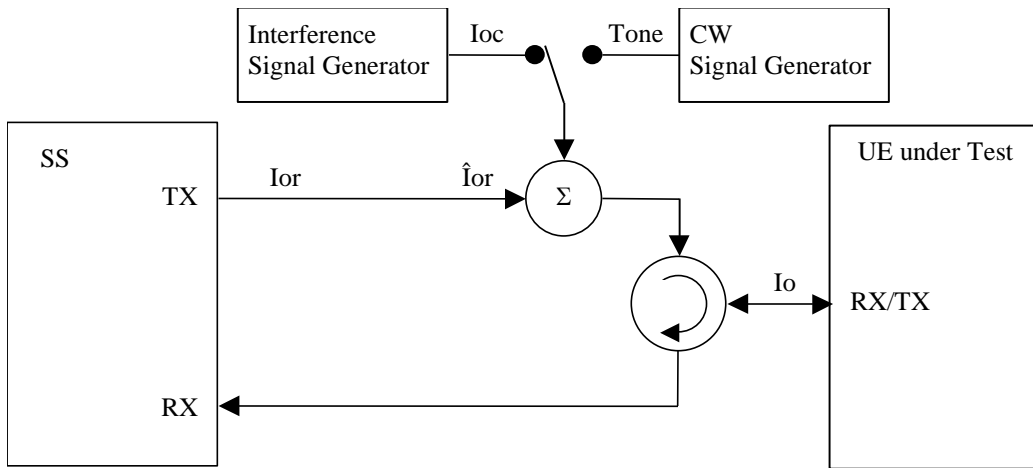 Interference
Signal Generator
Ioc
Tone
CW
Signal Generator
SS
UE under Test
TX
Ior
Îor
Σ
Io
RX/TX
RX